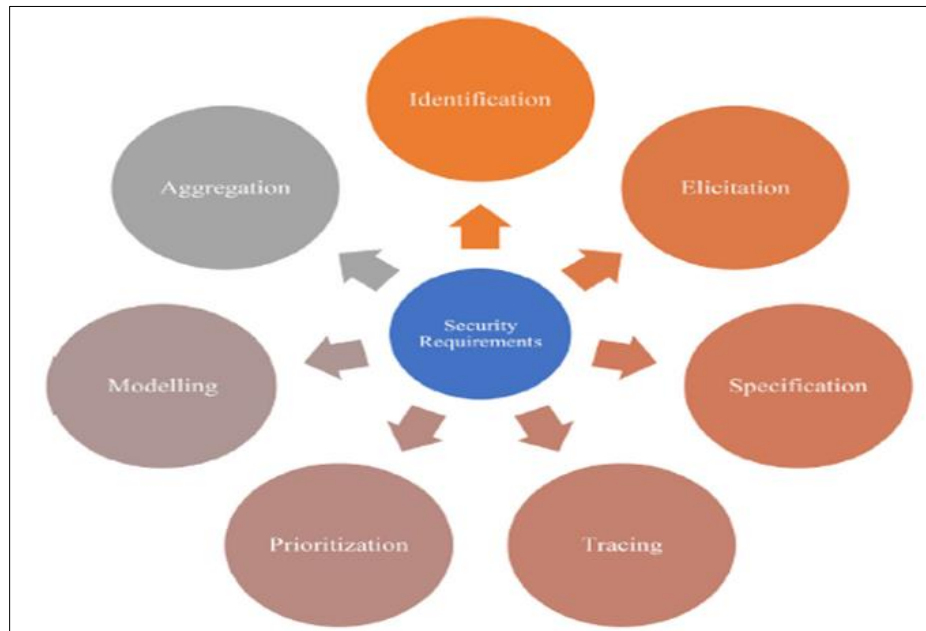 Identification
Elicitation
Specification
Tracing
Prioritization
Modelling
Aggregation
Security
Requirements